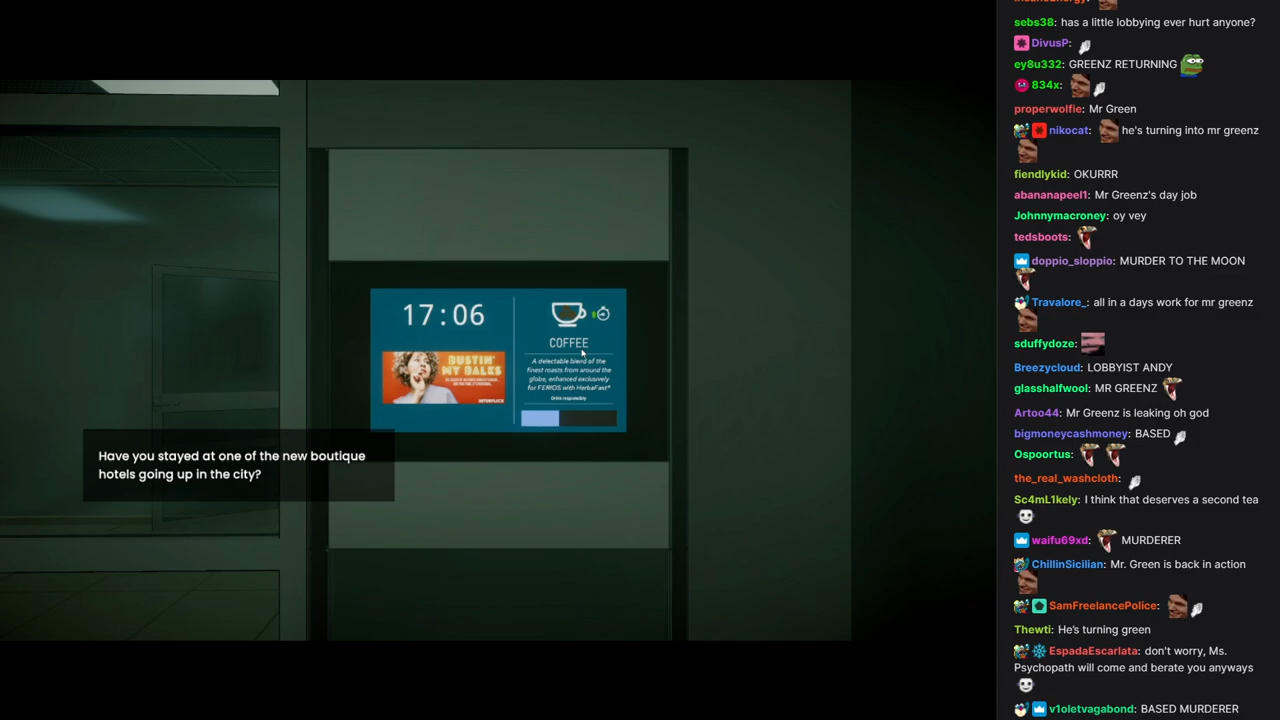 17:06
BUSTIN'
MY BALKS
INTERFLICK
COFFEE
A delectable blend of the
finest roasts from around the
globe, enhanced exclusively
for FERIOS with HerbaFast®
Drink responsibly
Have you stayed at one of the new boutique
hotels going up in the city?
sebs38: has a little lobbying ever hurt anyone?
DivusP:
ey8u332: GREENZ RETURNING
834x:
properwolfie: Mr Green
nikocat: he's turning into mr greenz
fiendlykid: OKURRR
abananapeel1: Mr Greenz's day job
Johnnymacroney: oy vey
tedsboots:
doppio_sloppio: MURDER TO THE MOON
Travalore_: all in a days work for mr greenz
sduffydoze:
Breezycloud: LOBBYIST ANDY
glasshalfwool: MR GREENZ
Artoo44: Mr Greenz is leaking oh god
bigmoneycashmoney: BASED
Ospoortus:
the_real_washcloth:
Sc4mL1kely: I think that deserves a second tea
waifu69xd: MURDERER
ChillinSicilian: Mr. Green is back in action
SamFreelancePolice:
Thewti: He's turning green
EspadaEscarlata: don't worry, Ms.
Psychopath will come and berate you anyways
v1oletvagabond: BASED MURDERER